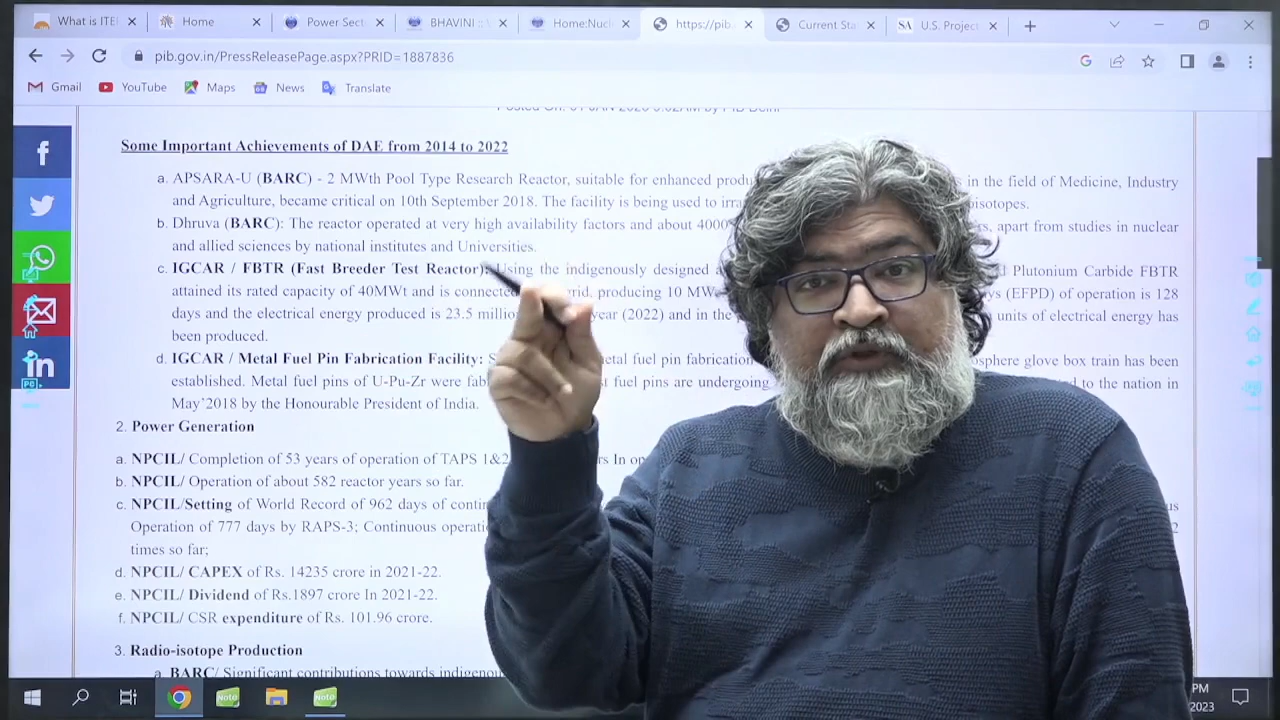 What is ITE
Home
Power Sect
BHAVINI ::
Home:Nucl
https://pib.
Current Sta
SA U.S. Project
pib.gov.in/PressReleasePage.aspx?PRID=1887836
Gmail YouTube Maps News Translate
Some Important Achievements of DAE from 2014 to 2022
a. APSARA-U (BARC) - 2 MWth Pool Type Research Reactor, suitable for enhanced produ in the field of Medicine, Industry
and Agriculture, became critical on 10th September 2018. The facility is being used to irra
b. Dhruva (BARC): The reactor operated at very high availability factors and about 4000 apart from studies in nuclear
and allied sciences by national institutes and Universities.
c. IGCAR / FBTR (Fast Breeder Test Reactor): Using the indigenously designed a Plutonium Carbide FBTR
attained its rated capacity of 40MWt and is connected grid, producing 10 MW (EFPD) of operation is 128
days and the electrical energy produced is 23.5 millio year (2022) and in the units of electrical energy has
been produced.
d. IGCAR / Metal Fuel Pin Fabrication Facility: metal fuel pin fabrication glove box train has been
established. Metal fuel pins of U-Pu-Zr were fab fuel pins are undergoing to the nation in
May'2018 by the Honourable President of India.
2. Power Generation
a. NPCIL/ Completion of 53 years of operation of TAPS 1&2 In op
b. NPCIL/ Operation of about 582 reactor years so far.
c. NPCIL/Setting of World Record of 962 days of contin
Operation of 777 days by RAPS-3; Continuous operati
times so far;
d. NPCIL/ CAPEX of Rs. 14235 crore in 2021-22.
e. NPCIL/ Dividend of Rs.1897 crore In 2021-22.
f. NPCIL/ CSR expenditure of Rs. 101.96 crore.
3. Radio-isotope Production
a. BARC/ Significant contributions towards indigenou
PM
2023